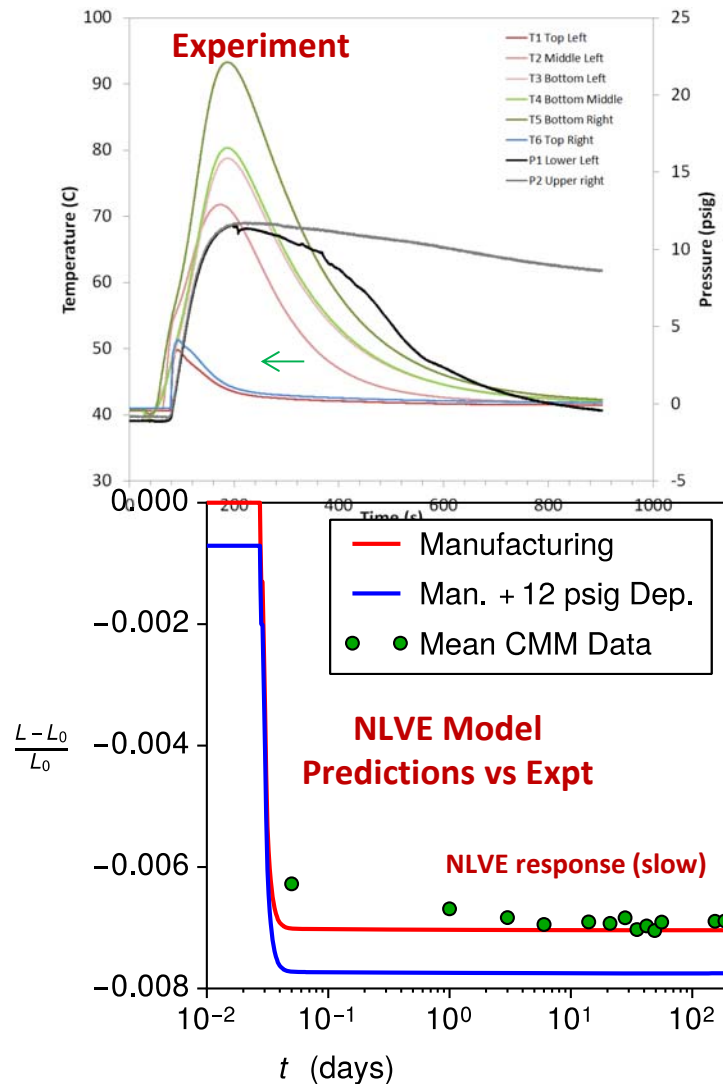 Experiment
100
90
80
70
60
50
40
30
Temperature (C)
25
20
15
10
5
0
-5
Pressure (psig)
T1 Top Left
T2 Middle Left
T3 Bottom Left
T4 Bottom Middle
T5 Bottom Right
T6 Top Right
P1 Lower Left
P2 Upper right
0 200 400 600 800 1000
Time (s)
0.000
−0.002
−0.004
−0.006
−0.008
L − L0
L0
Manufacturing
Man. + 12 psig Dep.
Mean CMM Data
NLVE Model
Predictions vs Expt
NLVE response (slow)
10⁻² 10⁻¹ 10⁰ 10¹ 10²
t (days)